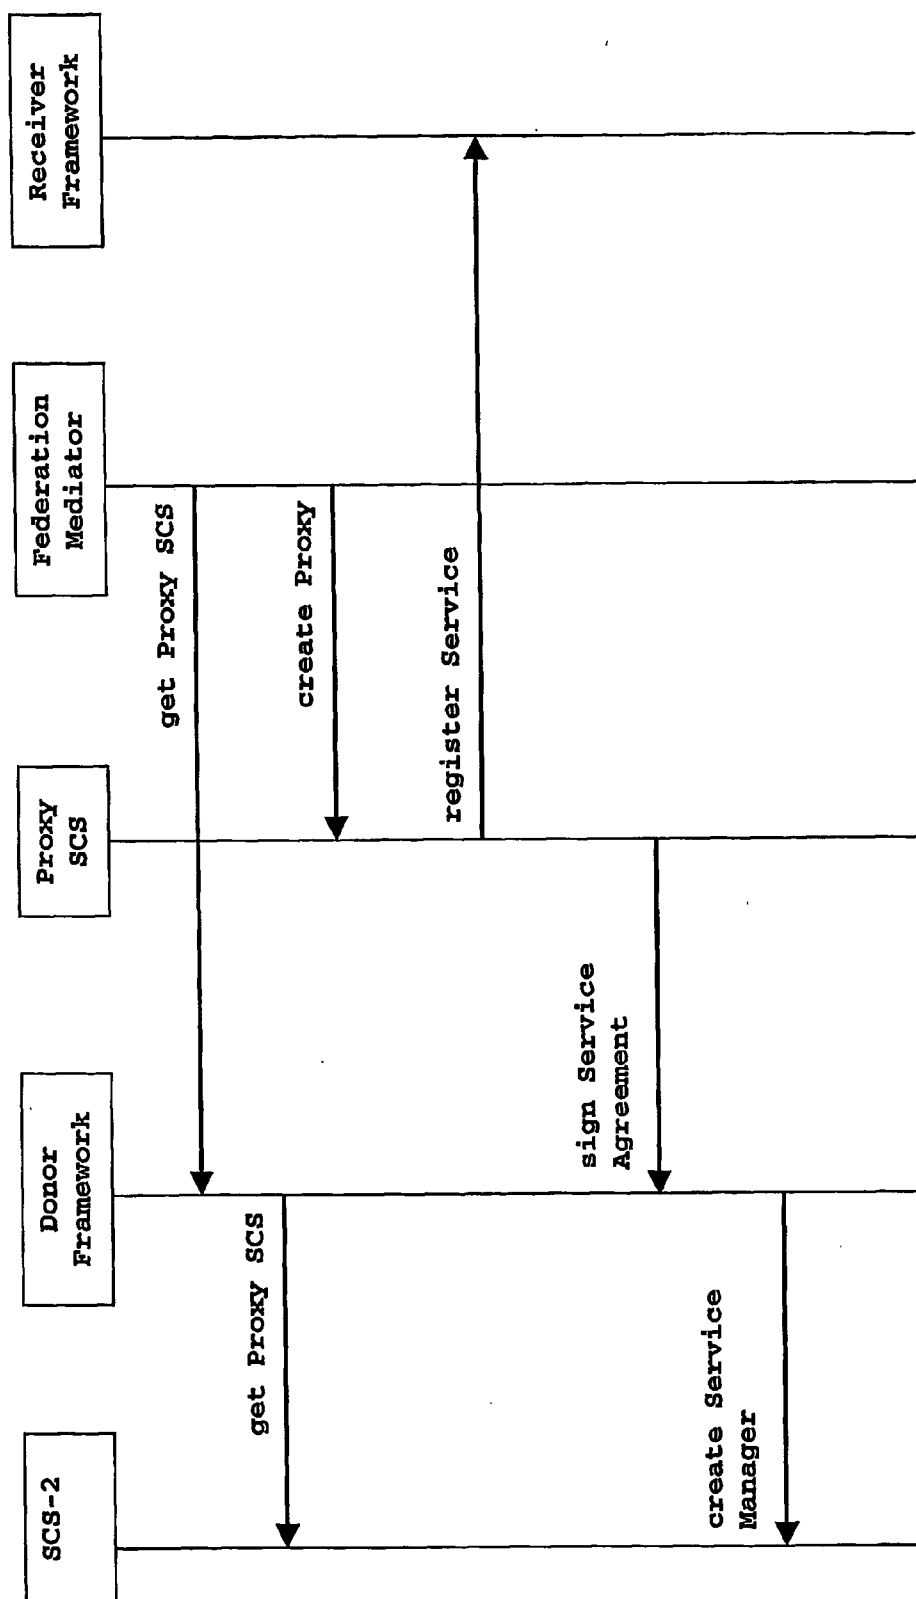 SCS-2
Donor
Framework
Proxy
SCS
Federation
Mediator
Receiver
Framework
get Proxy SCS
get Proxy SCS
create Proxy
register Service
sign Service
Agreement
create Service
Manager